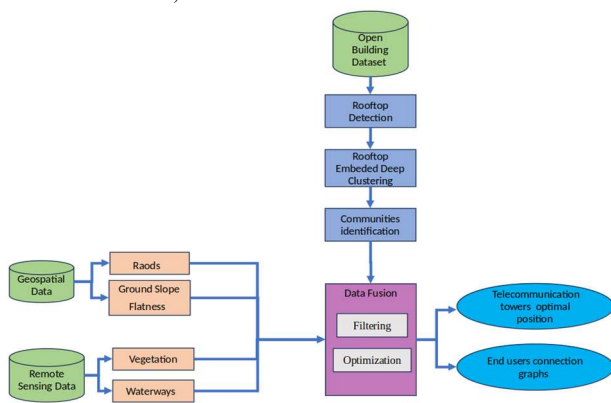 Open
Building
Dataset
Rooftop
Detection
Rooftop
Embeded Deep
Clustering
Communities
identification
Geospatial
Data
Raods
Ground Slope
Flatness
Remote
Sensing Data
Vegetation
Waterways
Data Fusion
Filtering
Optimization
Telecommunication
towers optimal
position
End users connection
graphs